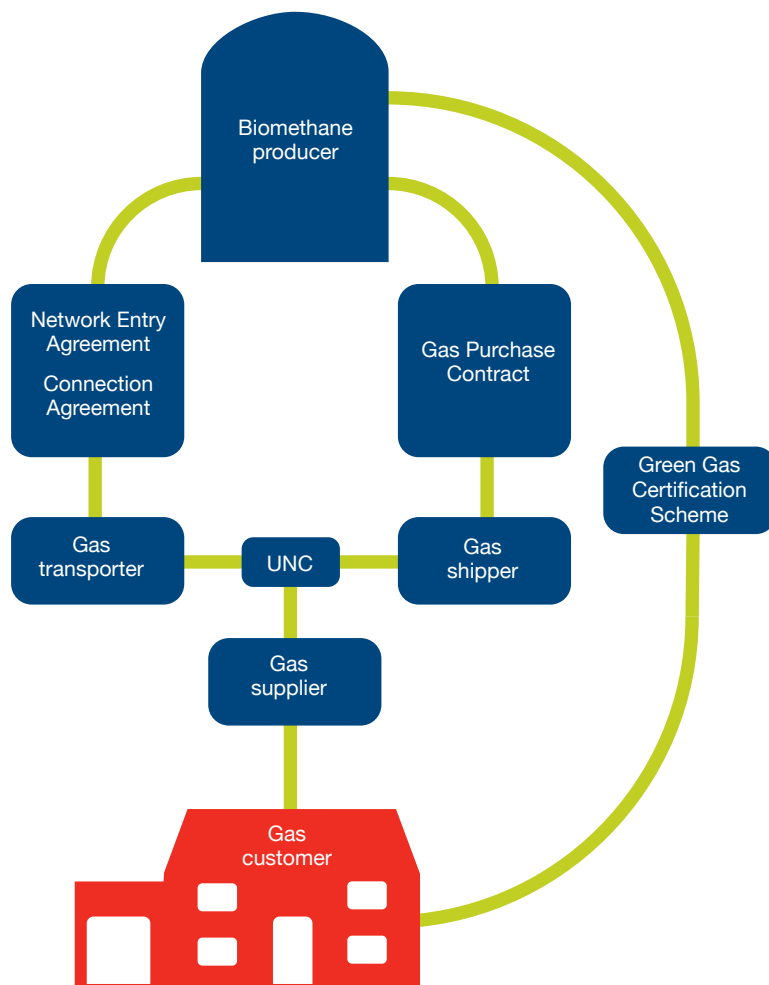 Biomethane
producer
Network Entry
Agreement
Connection
Agreement
Gas Purchase
Contract
Green Gas
Certification
Scheme
Gas
transporter
UNC
Gas
shipper
Gas
supplier
Gas
customer